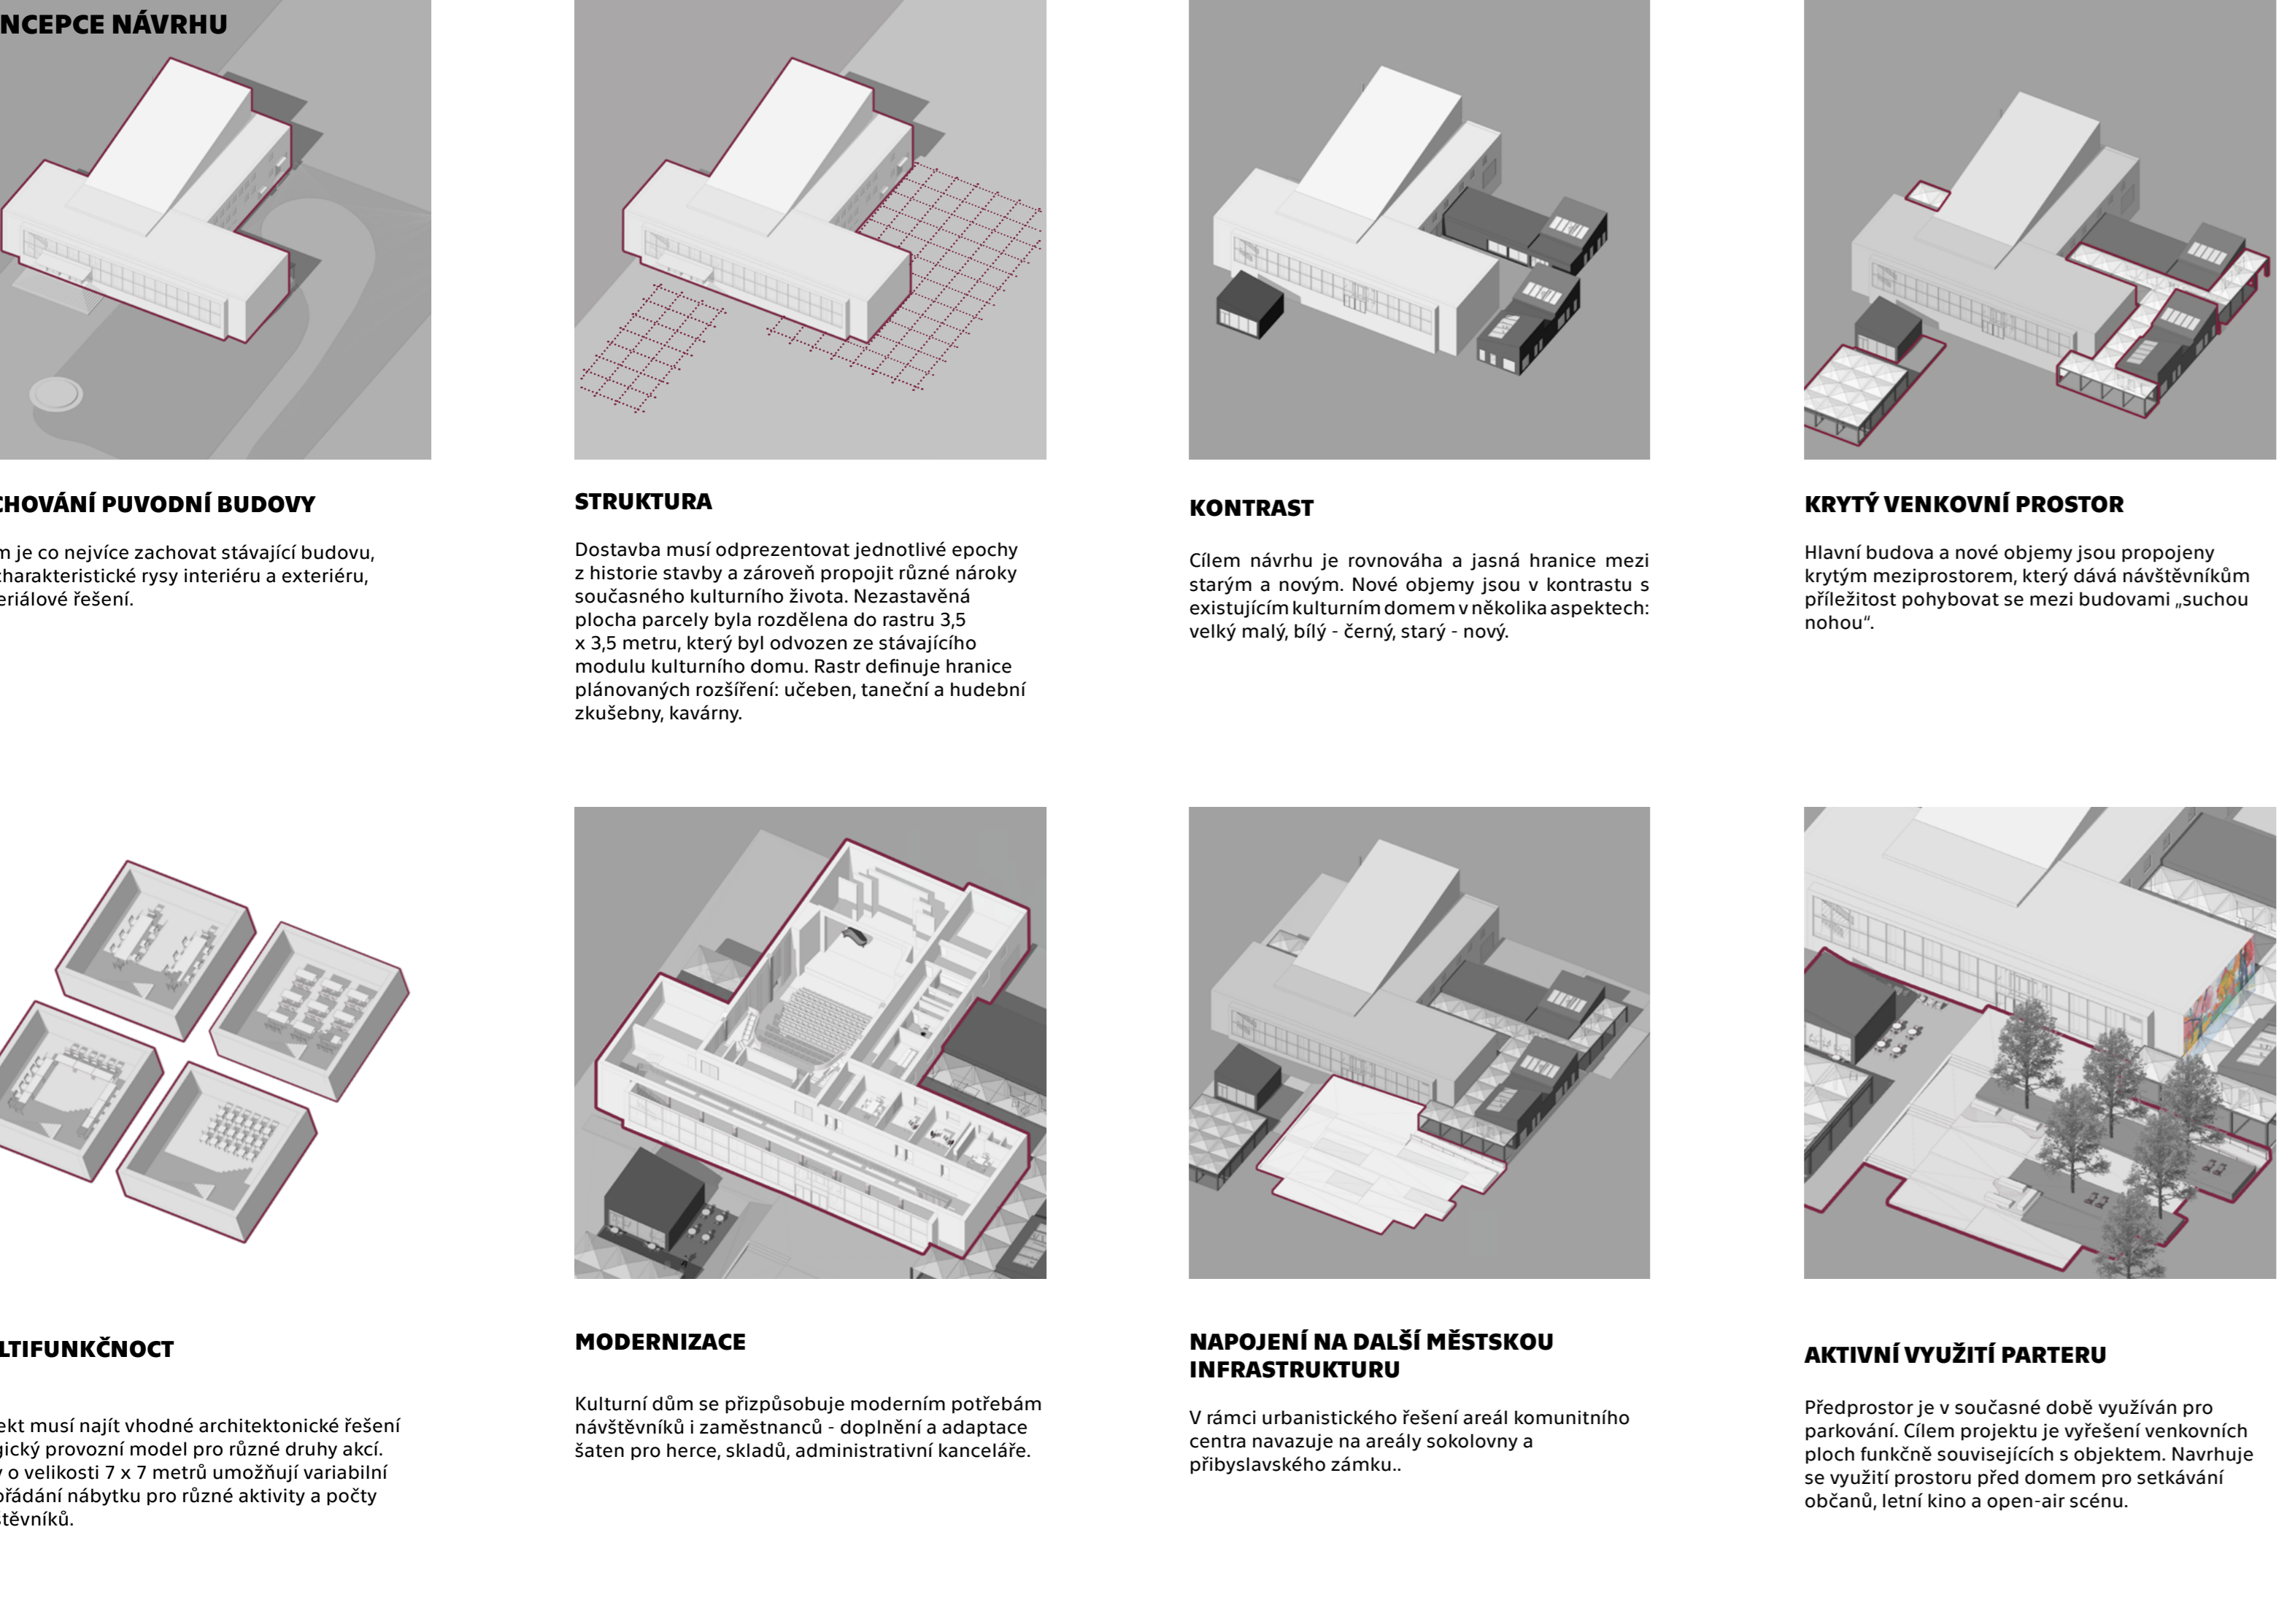 NCEPCE NÁVRHU
CHOVÁNÍ PUVODNÍ BUDOVY
m je co nejvíce zachovat stávající budovu,
charakteristické rysy interiéru a exteriéru,
eriálové řešení.
STRUKTURA
Dostavba musí odprezentovat jednotlivé epochy
z historie stavby a zároveň propojit různé nároky
současného kulturního života. Nezastavěná
plocha parcely byla rozdělena do rastru 3,5
x 3,5 metru, který byl odvozen ze stávajícího
modulu kulturního domu. Rastr definuje hranice
plánovaných rozšíření: učeben, taneční a hudební
zkušebny, kavárny.
KONTRAST
Cílem návrhu je rovnováha a jasná hranice mezi
starým a novým. Nové objemy jsou v kontrastu s
existujícím kulturním domem v několika aspektech:
velký malý, bílý - černý, starý - nový.
KRYTÝ VENKOVNÍ PROSTOR
Hlavní budova a nové objemy jsou propojeny
krytým meziprostorem, který dává návštěvníkům
příležitost pohybovat se mezi budovami „suchou
nohou“.
LTIFUNKČNOCT
ekt musí najít vhodné architektonické řešení
gický provozní model pro různé druhy akcí.
y o velikosti 7 x 7 metrů umožňují variabilní
ořádání nábytku pro různé aktivity a počty
štěvníků.
MODERNIZACE
Kulturní dům se přizpůsobuje moderním potřebám
návštěvníků i zaměstnanců - doplnění a adaptace
šaten pro herce, skladů, administrativní kanceláře.
NAPOJENÍ NA DALŠÍ MĚSTSKOU
INFRASTRUKTURU
V rámci urbanistického řešení areál komunitního
centra navazuje na areály sokolovny a
přibyslavského zámku..
AKTIVNÍ VYUŽITÍ PARTERU
Předprostor je v současné době využíván pro
parkování. Cílem projektu je vyřešení venkovních
ploch funkčně souvisejících s objektem. Navrhuje
se využití prostoru před domem pro setkávání
občanů, letní kino a open-air scénu.